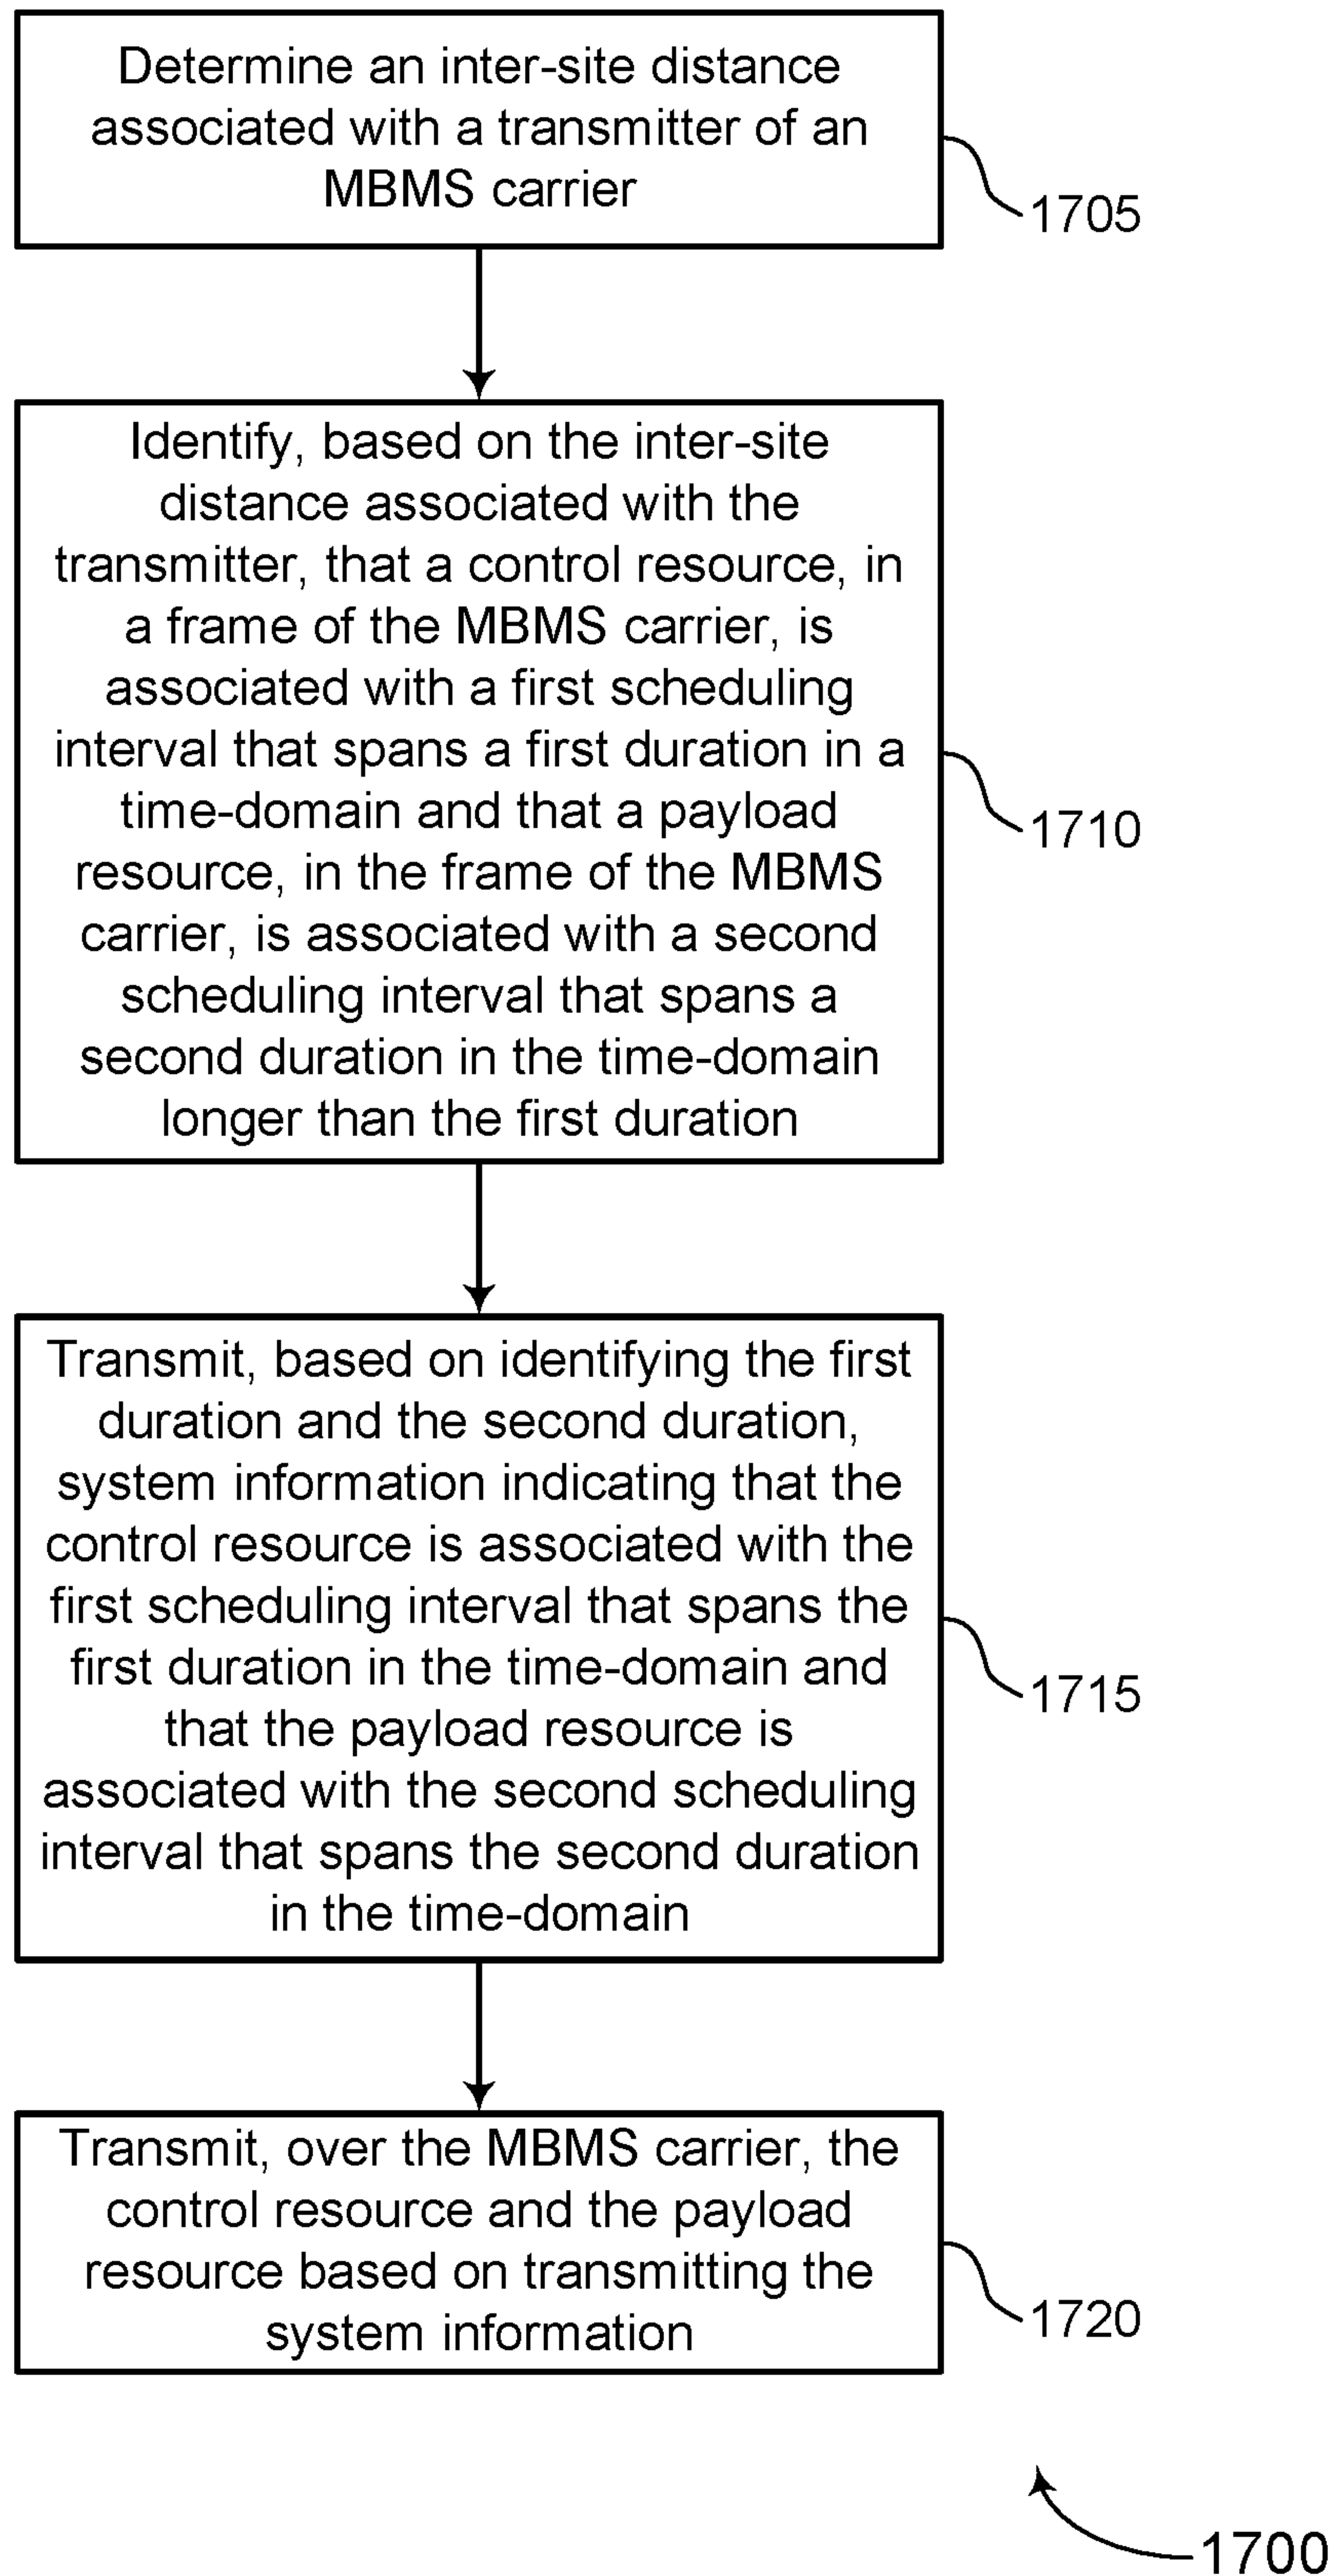 Determine an inter-site distance
associated with a transmitter of an
MBMS carrier
1705
Identify, based on the inter-site
distance associated with the
transmitter, that a control resource, in
a frame of the MBMS carrier, is
associated with a first scheduling
interval that spans a first duration in a
time-domain and that a payload
resource, in the frame of the MBMS
carrier, is associated with a second
scheduling interval that spans a
second duration in the time-domain
longer than the first duration
1710
Transmit, based on identifying the first
duration and the second duration,
system information indicating that the
control resource is associated with the
first scheduling interval that spans the
first duration in the time-domain and
that the payload resource is
associated with the second scheduling
interval that spans the second duration
in the time-domain
1715
Transmit, over the MBMS carrier, the
control resource and the payload
resource based on transmitting the
system information
1720
1700